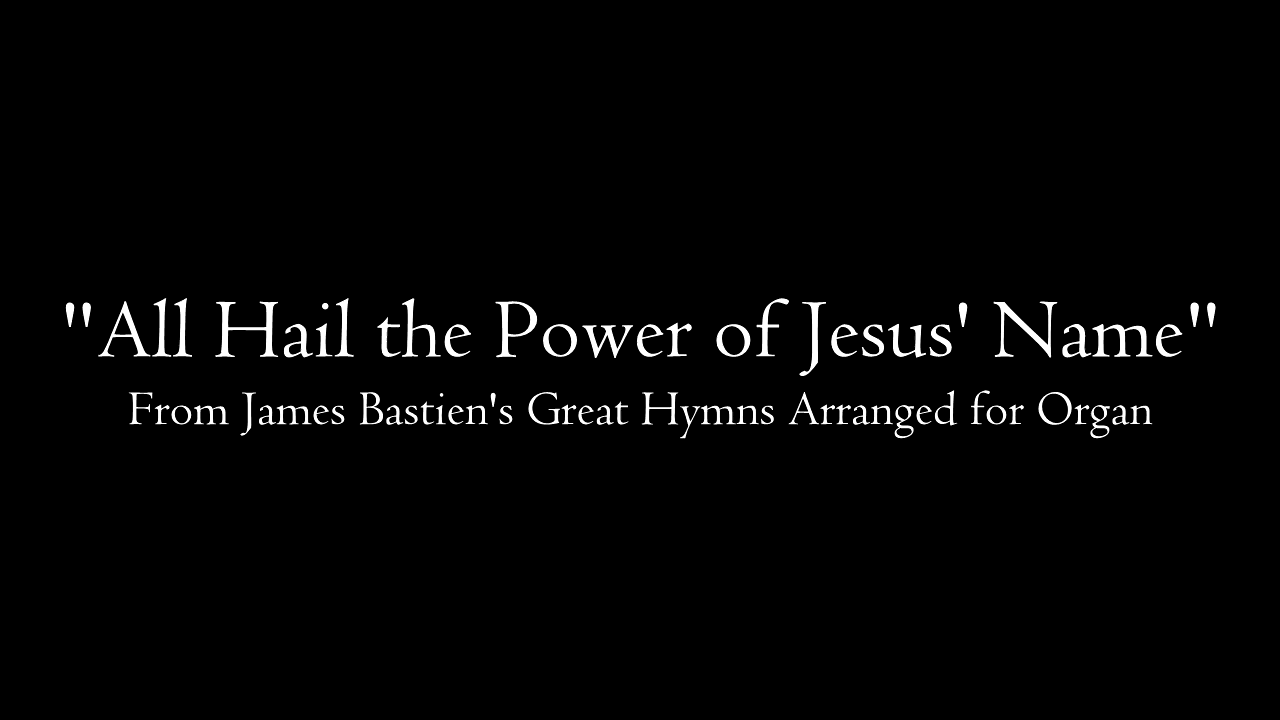 "All Hail the Power of Jesus' Name"
From James Bastien's Great Hymns Arranged for Organ